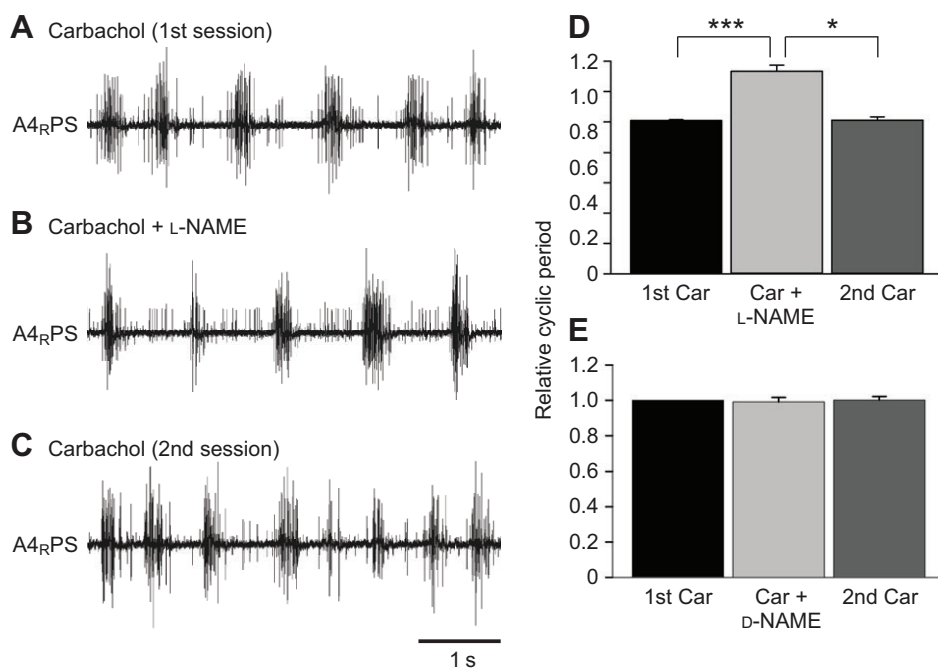 A Carbachol (1st session)
A4RPS
B Carbachol + L-NAME
A4RPS
C Carbachol (2nd session)
A4RPS
1 s
D
*** *
Relative cyclic period
1.2
1.0
0.8
0.6
0.4
1.2
0
1st Car Car + 2nd Car
L-NAME
E
1.2
1.0
0.8
0.6
0.4
1.2
0
1st Car Car + 2nd Car
D-NAME